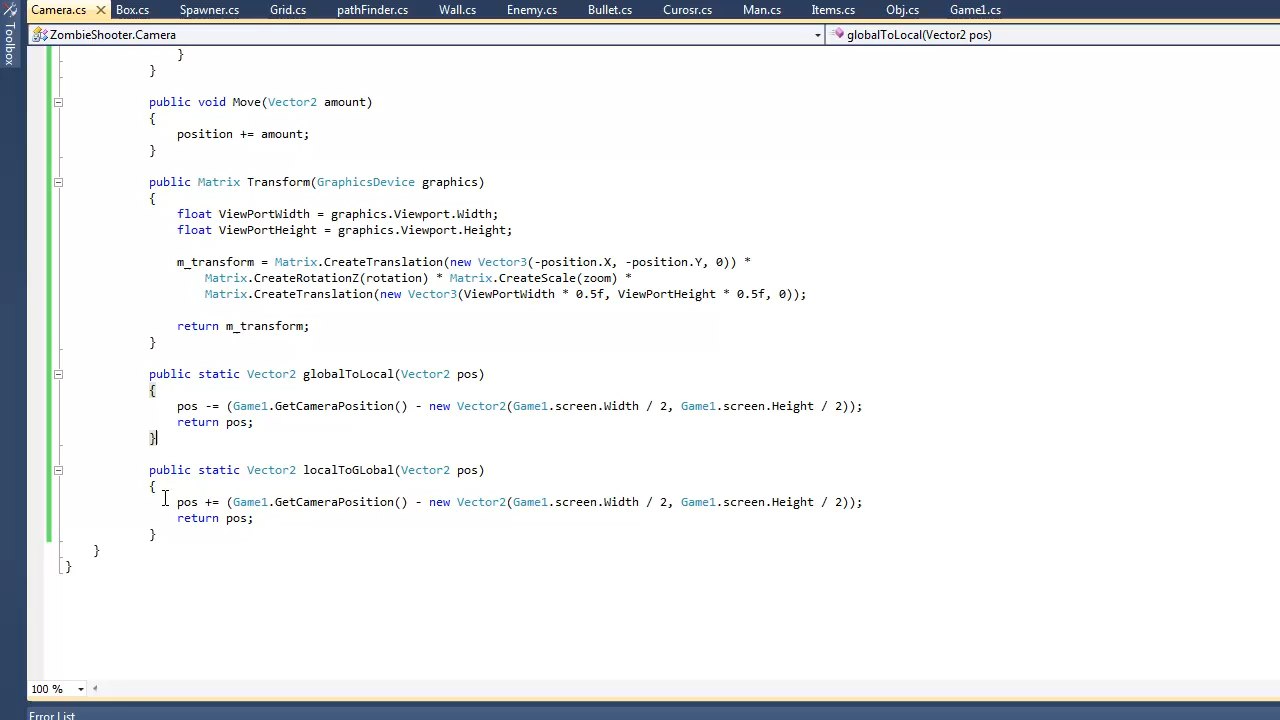 Camera.cs Box.cs Spawner.cs Grid.cs pathFinder.cs Wall.cs Enemy.cs Bullet.cs Curosr.cs Man.cs Items.cs Obj.cs Game1.cs
Toolbox
ZombieShooter.Camera globalToLocal(Vector2 pos)
}
}
public void Move(Vector2 amount)
{
position += amount;
}
public Matrix Transform(GraphicsDevice graphics)
{
float ViewPortWidth = graphics.Viewport.Width;
float ViewPortHeight = graphics.Viewport.Height;
m_transform = Matrix.CreateTranslation(new Vector3(-position.X, -position.Y, 0)) *
Matrix.CreateRotationZ(rotation) * Matrix.CreateScale(zoom) *
Matrix.CreateTranslation(new Vector3(ViewPortWidth * 0.5f, ViewPortHeight * 0.5f, 0));
return m_transform;
}
public static Vector2 globalToLocal(Vector2 pos)
{
pos -= (Game1.GetCameraPosition() - new Vector2(Game1.screen.Width / 2, Game1.screen.Height / 2));
return pos;
}
public static Vector2 localToGLobal(Vector2 pos)
{
pos += (Game1.GetCameraPosition() - new Vector2(Game1.screen.Width / 2, Game1.screen.Height / 2));
return pos;
}
}
}
100 %
Error List